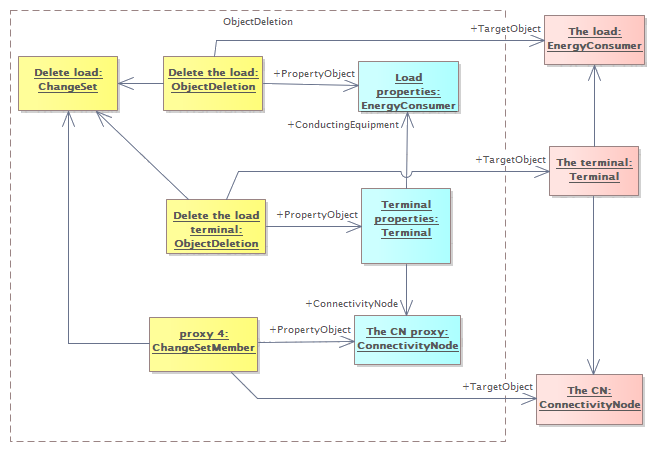 ObjectDeletion
+TargetObject
The load:
EnergyConsumer
Delete load:
ChangeSet
Delete the load:
ObjectDeletion
+PropertyObject
Load
properties:
EnergyConsumer
+ConductingEquipment
+TargetObject
The terminal:
Terminal
Delete the load
terminal:
ObjectDeletion
+PropertyObject
Terminal
properties:
Terminal
+ConnectivityNode
proxy 4:
ChangeSetMember
+PropertyObject
The CN proxy:
ConnectivityNode
+TargetObject
The CN:
ConnectivityNode